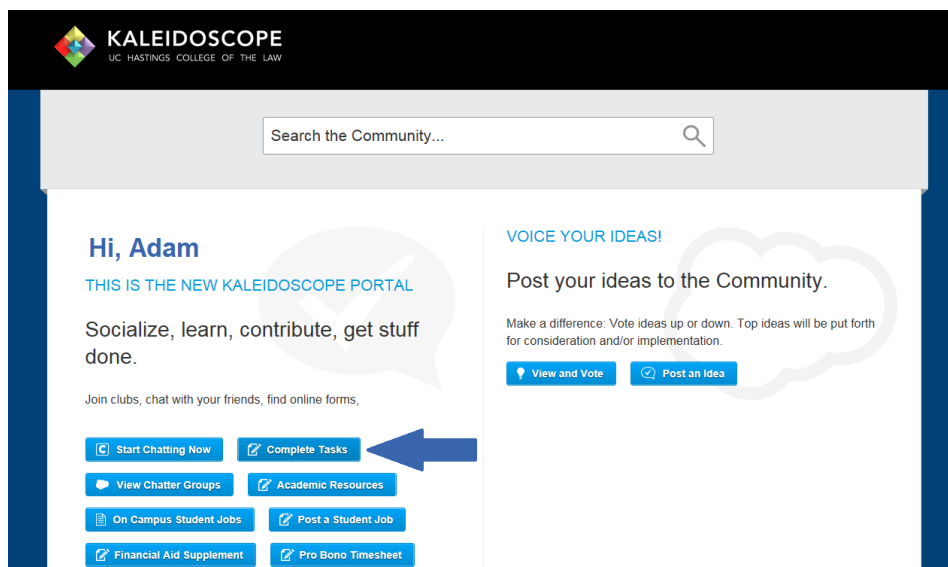 KALEIDOSCOPE
UC HASTINGS COLLEGE OF THE LAW
Search the Community...
Hi, Adam
THIS IS THE NEW KALEIDOSCOPE PORTAL
Socialize, learn, contribute, get stuff
done.
Join clubs, chat with your friends, find online forms,
Start Chatting Now
Complete Tasks
View Chatter Groups
Academic Resources
On Campus Student Jobs
Post a Student Job
Financial Aid Supplement
Pro Bono Timesheet
VOICE YOUR IDEAS!
Post your ideas to the Community.
Make a difference: Vote ideas up or down. Top ideas will be put forth
for consideration and/or implementation.
View and Vote
Post an Idea